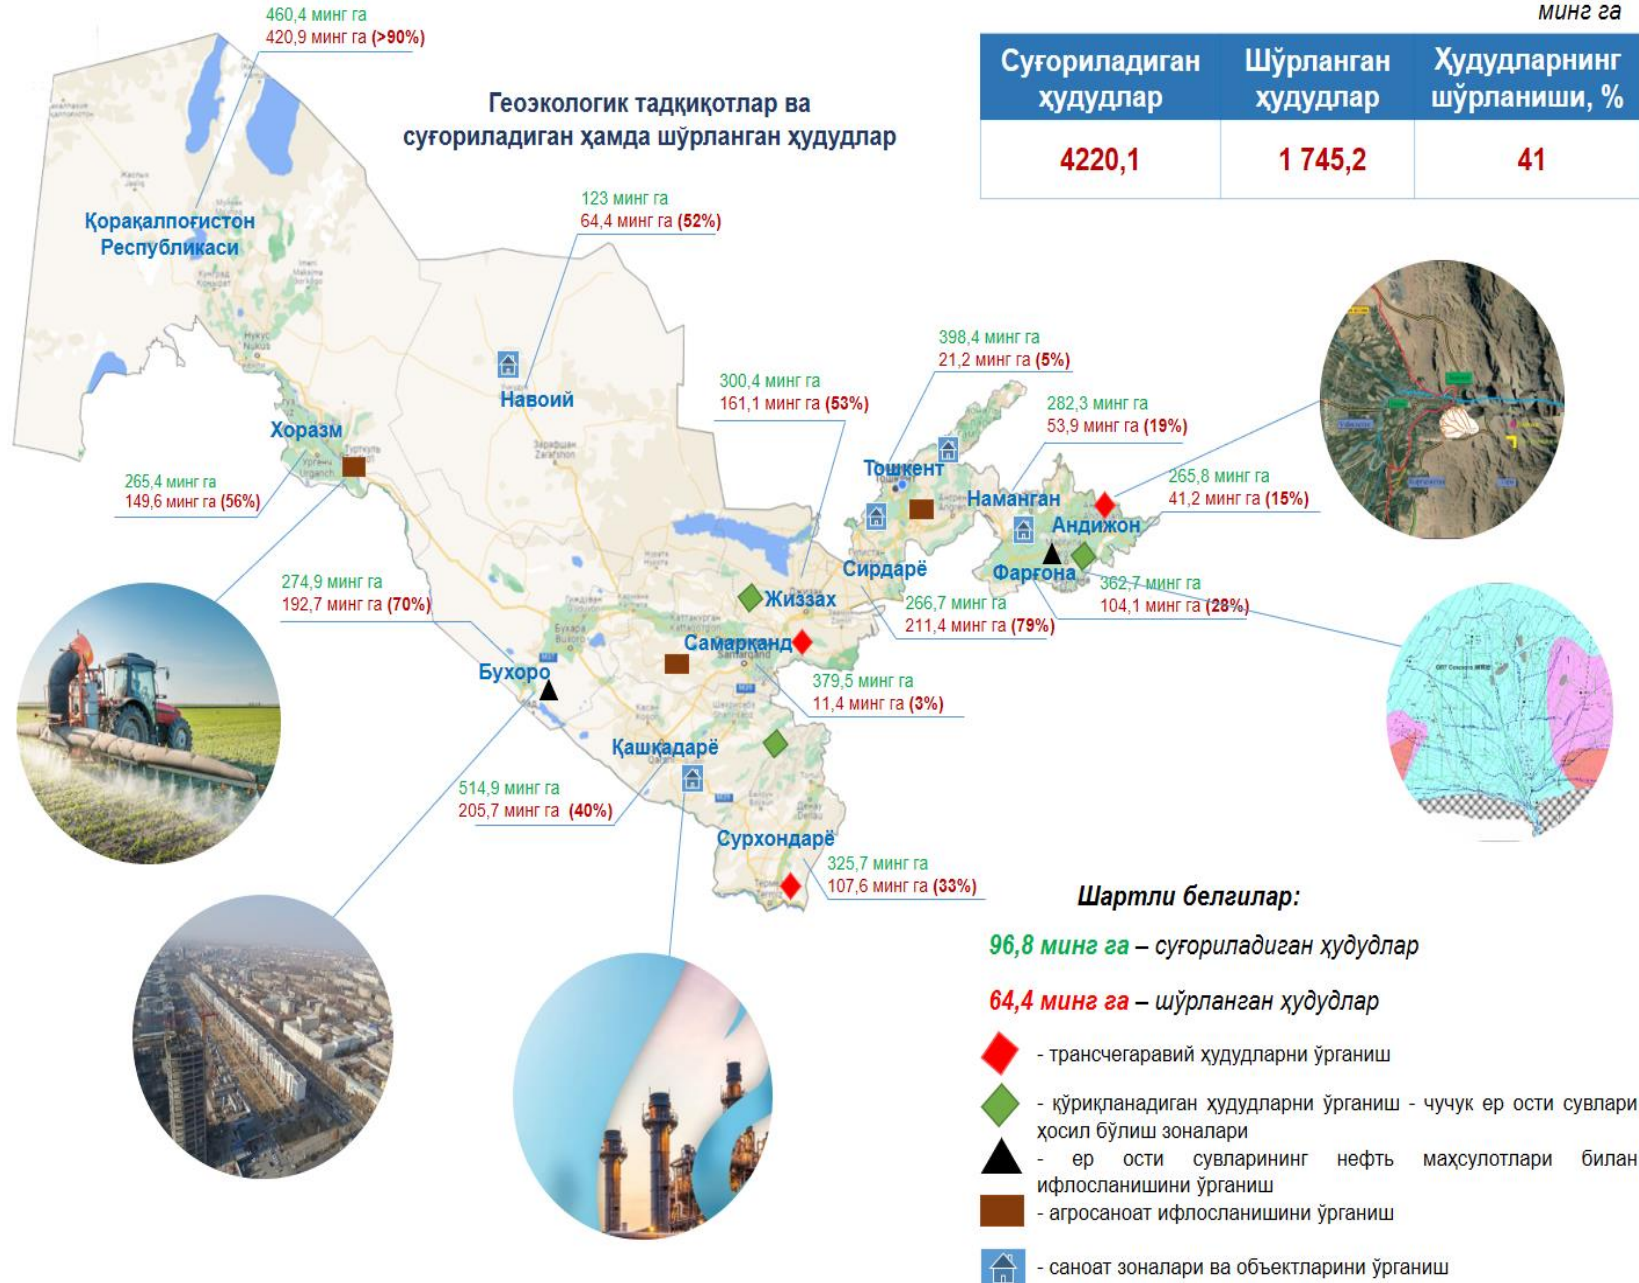 460,4 минг га
420,9 минг га (>90%)
минг га
Суғориладиган ҳудудлар
Шўрланган ҳудудлар
Ҳудудларнинг шўрланиши, %
4220,1
1 745,2
41
Геоэкологик тадқиқотлар ва
суғориладиган ҳамда шўрланган ҳудудлар
123 минг га
64,4 минг га (52%)
Қорақалпоғистон
Республикаси
Нукус
Nukus
Навоий
398,4 минг га
21,2 минг га (5%)
300,4 минг га
161,1 минг га (53%)
282,3 минг га
53,9 минг га (19%)
Хоразм
Ургенч
Urganch
Зарафшан
Zarafshon
265,4 минг га
149,6 минг га (56%)
Тошкент
Наманган
265,8 минг га
41,2 минг га (15%)
Андижон
Сирдарё
Фарғона
274,9 минг га
192,7 минг га (70%)
Жиззах
266,7 минг га
211,4 минг га (79%)
362,7 минг га
104,1 минг га (28%)
Бухара
Самарқанд
Samarqand
Бухоро
379,5 минг га
11,4 минг га (3%)
Қашқадарё
514,9 минг га
205,7 минг га (40%)
Сурхондарё
325,7 минг га
107,6 минг га (33%)
Шартли белгилар:
96,8 минг га – суғориладиган ҳудудлар
64,4 минг га – шўрланган ҳудудлар
- трансчегаравий ҳудудларни ўрганиш
- қўриқланадиган ҳудудларни ўрганиш - чучук ер ости сувлари
ҳосил бўлиш зоналари
- ер ости сувларининг нефть маҳсулотлари билан
ифлосланишини ўрганиш
- агросаноат ифлосланишини ўрганиш
- саноат зоналари ва объектларини ўрганиш